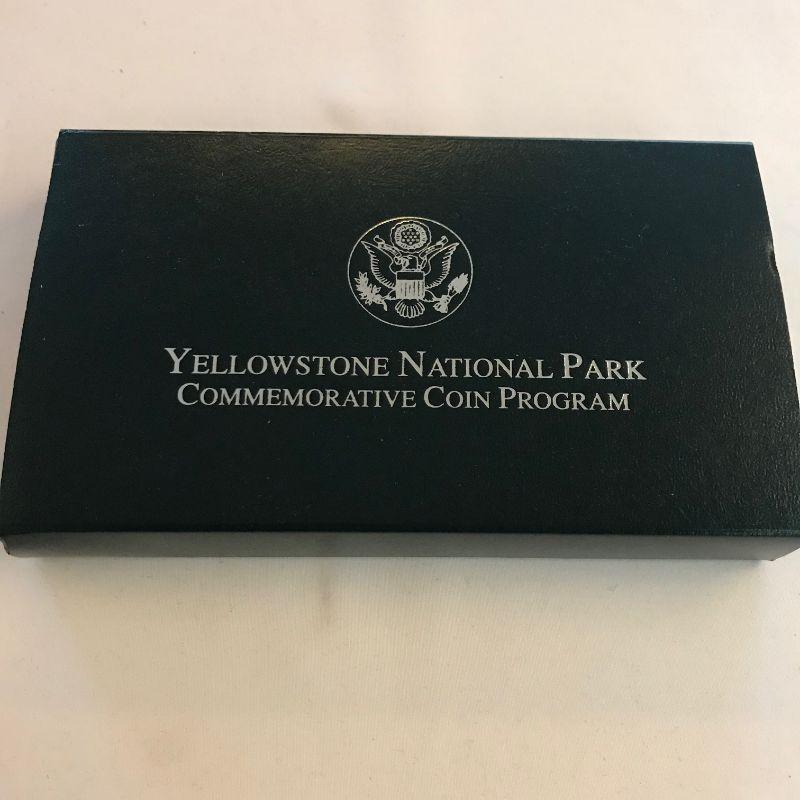 Yellowstone National Park
Commemorative Coin Program